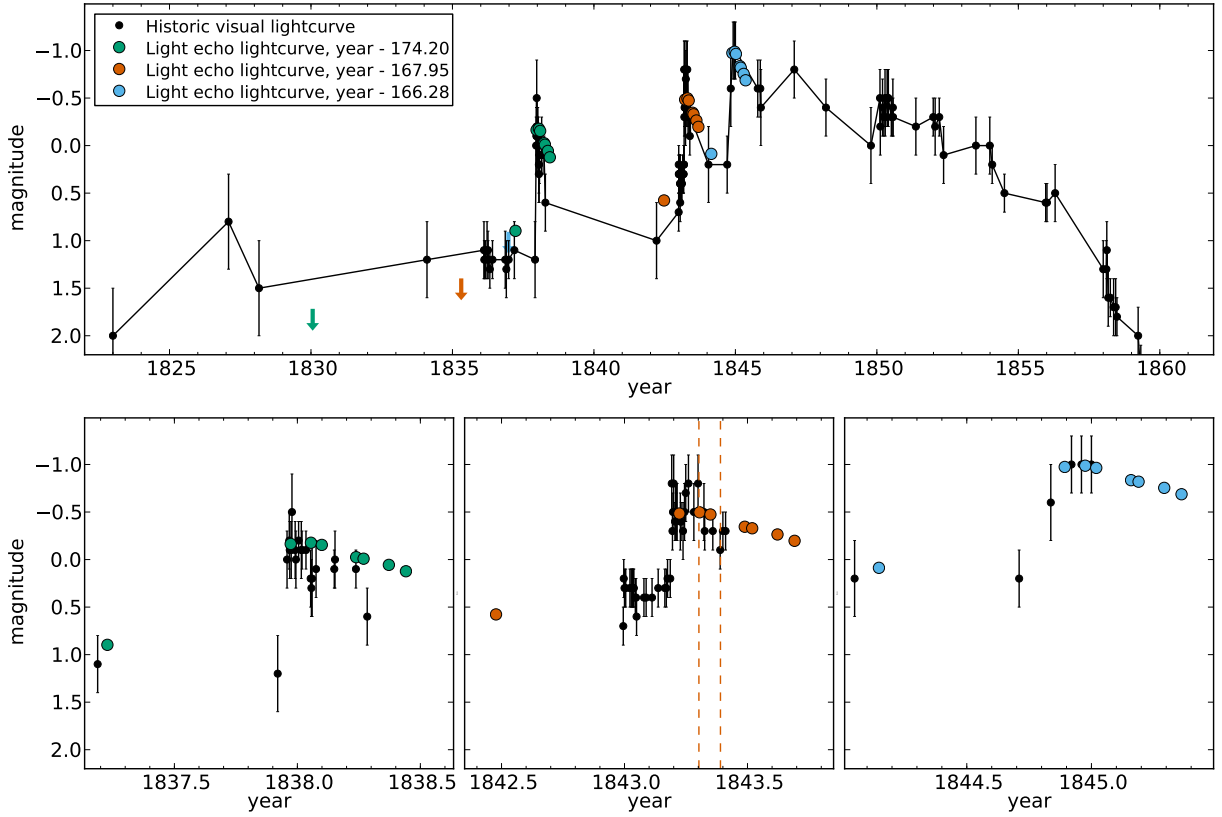 Historic visual lightcurve
Light echo lightcurve, year - 174.20
Light echo lightcurve, year - 167.95
Light echo lightcurve, year - 166.28
magnitude
−1.0
−0.5
0.0
0.5
1.0
1.5
2.0
1825 1830 1835 1840 1845 1850 1855 1860
year
magnitude
−1.0
−0.5
0.0
0.5
1.0
1.5
2.0
1837.5 1838.0 1838.5
year
1842.5 1843.0 1843.5
year
1844.5 1845.0
year